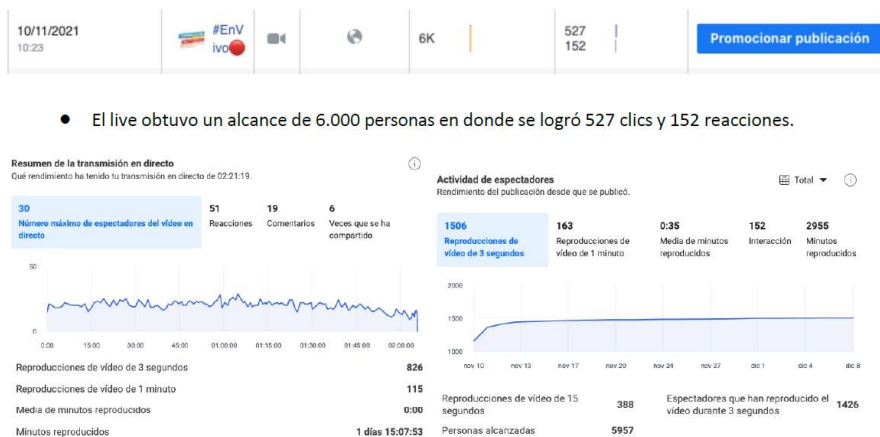 10/11/2021
10:23
#EnV
ivo
6K
527
152
Promocionar publicación
● El live obtuvo un alcance de 6.000 personas en donde se logró 527 clics y 152 reacciones.
Resumen de la transmisión en directo
Qué rendimiento ha tenido tu transmisión en directo de 02:21:19.
30
Número máximo de espectadores del vídeo en
directo
51
Reacciones
19
Comentarios
6
Veces que se ha
compartido
50
0
0:00 15:00 30:00 45:00 01:00:00 01:15:00 01:30:00 01:45:00 02:00:00
Reproducciones de vídeo de 3 segundos 826
Reproducciones de vídeo de 1 minuto 115
Media de minutos reproducidos 0:00
Minutos reproducidos 1 días 15:07:53
Actividad de espectadores
Rendimiento del publicación desde que se publicó.
Total
1506
Reproducciones de
vídeo de 3 segundos
163
Reproducciones de
vídeo de 1 minuto
0:35
Media de minutos
reproducidos
152
Interacción
2955
Minutos
reproducidos
2000
1500
1000
nov 10 nov 13 nov 17 nov 20 nov 24 nov 27 dic 1 dic 4 dic 8
Reproducciones de vídeo de 15
segundos
388
Espectadores que han reproducido el
vídeo durante 3 segundos
1426
Personas alcanzadas 5957